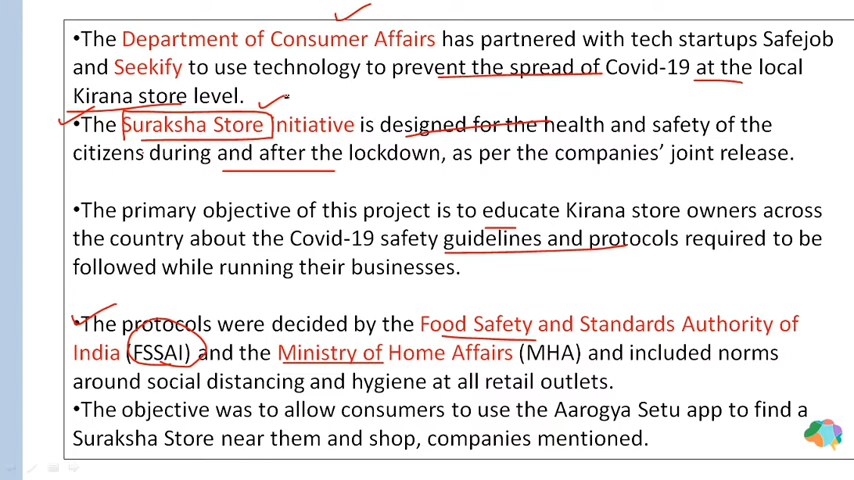 •The Department of Consumer Affairs has partnered with tech startups Safejob
and Seekify to use technology to prevent the spread of Covid-19 at the local
Kirana store level.
•The Suraksha Store Initiative is designed for the health and safety of the
citizens during and after the lockdown, as per the companies’ joint release.
•The primary objective of this project is to educate Kirana store owners across
the country about the Covid-19 safety guidelines and protocols required to be
followed while running their businesses.
•The protocols were decided by the Food Safety and Standards Authority of
India (FSSAI) and the Ministry of Home Affairs (MHA) and included norms
around social distancing and hygiene at all retail outlets.
•The objective was to allow consumers to use the Aarogya Setu app to find a
Suraksha Store near them and shop, companies mentioned.